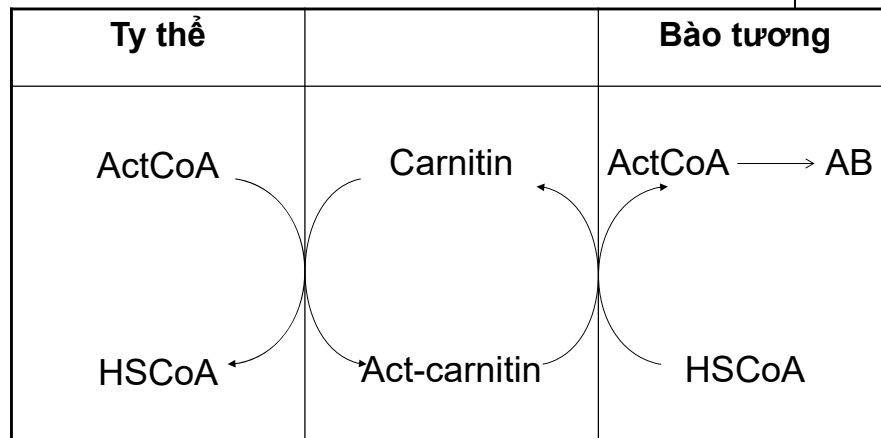 Ty thể Bào tương
ActCoA Carnitin ActCoA AB
HSCoA Act-carnitin HSCoA